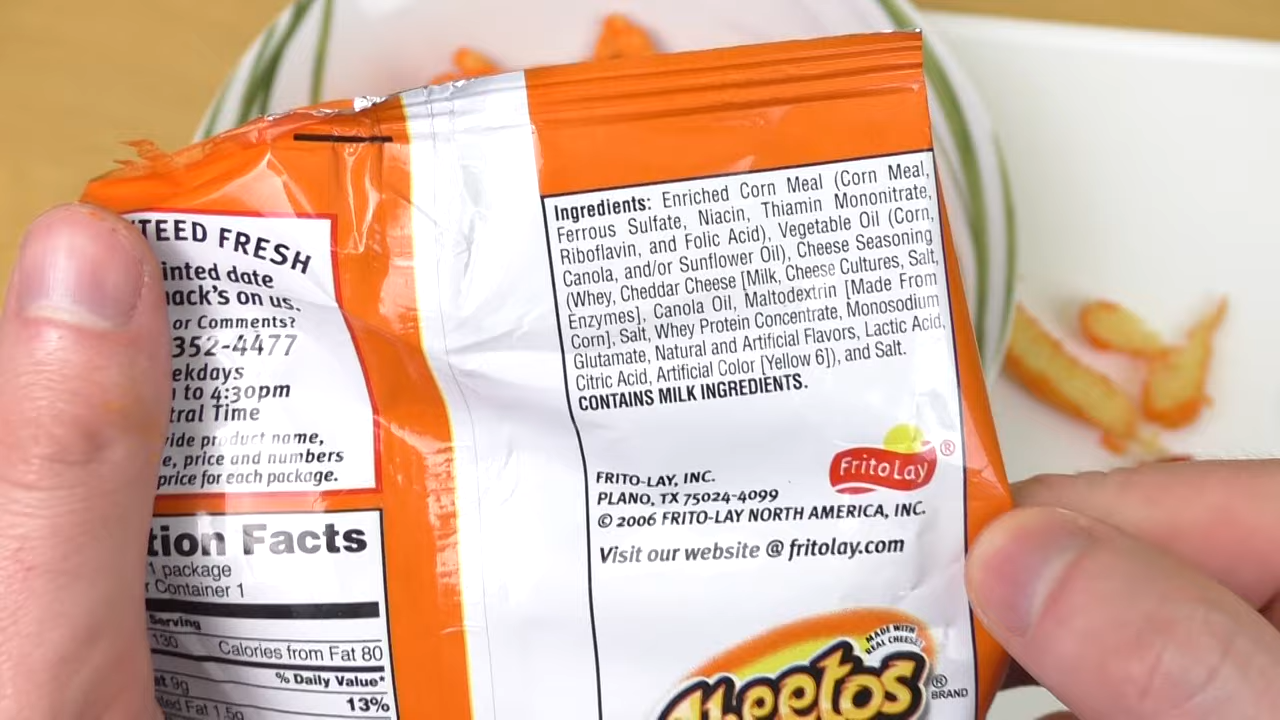 TEED FRESH
inted date
ack's on us.
or Comments?
352-4477
ekdays
to 4:30pm
tral Time
vide product name,
e, price and numbers
price for each package.
tion Facts
1 package
r Container 1
Serving
130 Calories from Fat 80
% Daily Value*
at 9g 13%
ted Fat 1.5g
Ingredients: Enriched Corn Meal (Corn Meal,
Ferrous Sulfate, Niacin, Thiamin Mononitrate,
Riboflavin, and Folic Acid), Vegetable Oil (Corn,
Canola, and/or Sunflower Oil), Cheese Seasoning
(Whey, Cheddar Cheese [Milk, Cheese Cultures, Salt,
Enzymes], Canola Oil, Maltodextrin [Made From
Corn], Salt, Whey Protein Concentrate, Monosodium
Glutamate, Natural and Artificial Flavors, Lactic Acid,
Citric Acid, Artificial Color [Yellow 6]), and Salt.
CONTAINS MILK INGREDIENTS.
FritoLay®
FRITO-LAY, INC.
PLANO, TX 75024-4099
© 2006 FRITO-LAY NORTH AMERICA, INC.
Visit our website @ fritolay.com
MADE WITH
REAL CHEESE!
Cheetos
® BRAND